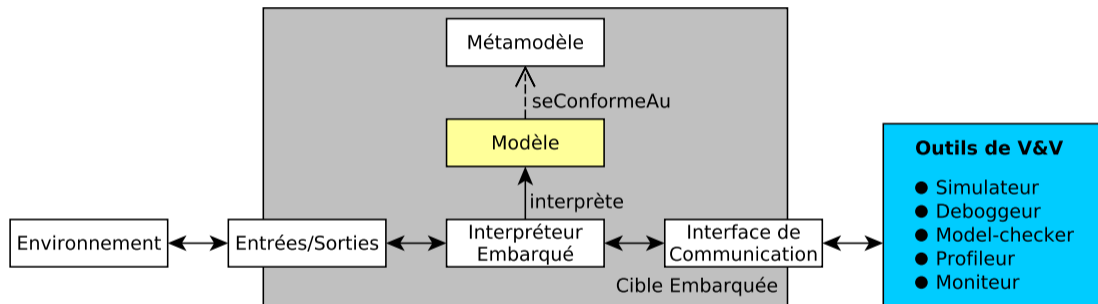 Métamodèle
seConformeAu
Modèle
interprète
Environnement
Entrées/Sorties
Interpréteur
Embarqué
Interface de
Communication
Cible Embarquée
Outils de V&V
● Simulateur
● Deboggeur
● Model-checker
● Profileur
● Moniteur